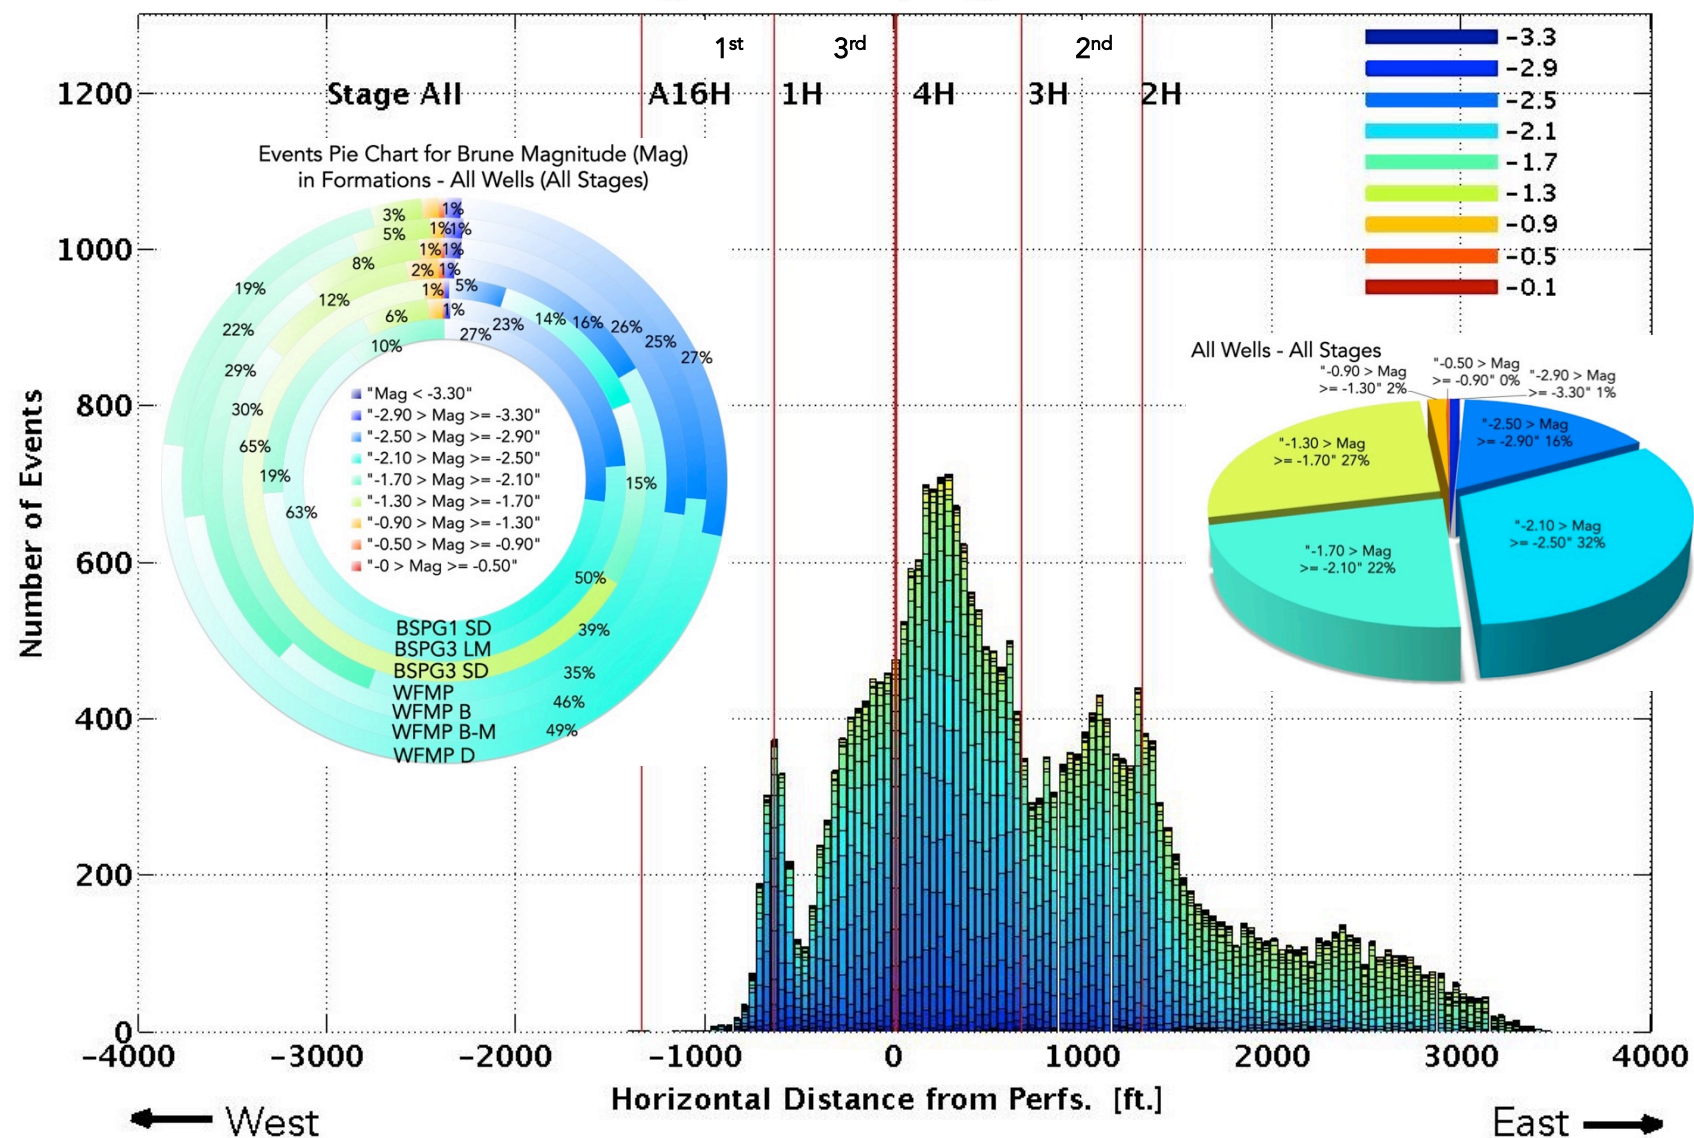 1st 3rd 2nd
Stage All A16H 1H 4H 3H 2H
-3.3
-2.9
-2.5
-2.1
-1.7
-1.3
-0.9
-0.5
-0.1
Events Pie Chart for Brune Magnitude (Mag)
in Formations - All Wells (All Stages)
1%
3%
5% 1% 1%
1% 1%
8% 2% 1%
19% 12% 1% 5%
6% 1%
22% 10% 27% 23% 14% 16% 26% 25% 27%
29%
30%
65%
19%
63%
15%
50%
39%
35%
46%
49%
"Mag < -3.30"
"-2.90 > Mag >= -3.30"
"-2.50 > Mag >= -2.90"
"-2.10 > Mag >= -2.50"
"-1.70 > Mag >= -2.10"
"-1.30 > Mag >= -1.70"
"-0.90 > Mag >= -1.30"
"-0.50 > Mag >= -0.90"
"-0 > Mag >= -0.50"
BSPG1 SD
BSPG3 LM
BSPG3 SD
WFMP
WFMP B
WFMP B-M
WFMP D
All Wells - All Stages
"-0.90 > Mag
>= -1.30" 2%
"-0.50 > Mag
>= -0.90" 0%
"-2.90 > Mag
>= -3.30" 1%
"-2.50 > Mag
>= -2.90" 16%
"-1.30 > Mag
>= -1.70" 27%
"-2.10 > Mag
>= -2.50" 32%
"-1.70 > Mag
>= -2.10" 22%
Number of Events
1200
1000
800
600
400
200
0
-4000 -3000 -2000 -1000 0 1000 2000 3000 4000
Horizontal Distance from Perfs. [ft.]
West East